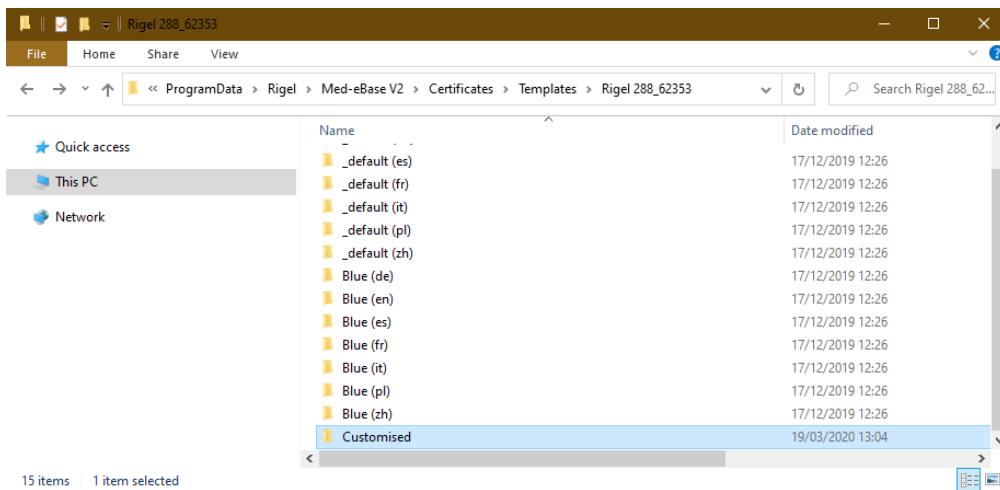 Rigel 288_62353
File Home Share View
« ProgramData > Rigel > Med-eBase V2 > Certificates > Templates > Rigel 288_62353
Search Rigel 288_62...
Name Date modified
Quick access
This PC
Network
_default (es) 17/12/2019 12:26
_default (fr) 17/12/2019 12:26
_default (it) 17/12/2019 12:26
_default (pl) 17/12/2019 12:26
_default (zh) 17/12/2019 12:26
Blue (de) 17/12/2019 12:26
Blue (en) 17/12/2019 12:26
Blue (es) 17/12/2019 12:26
Blue (fr) 17/12/2019 12:26
Blue (it) 17/12/2019 12:26
Blue (pl) 17/12/2019 12:26
Blue (zh) 17/12/2019 12:26
Customised 19/03/2020 13:04
15 items 1 item selected